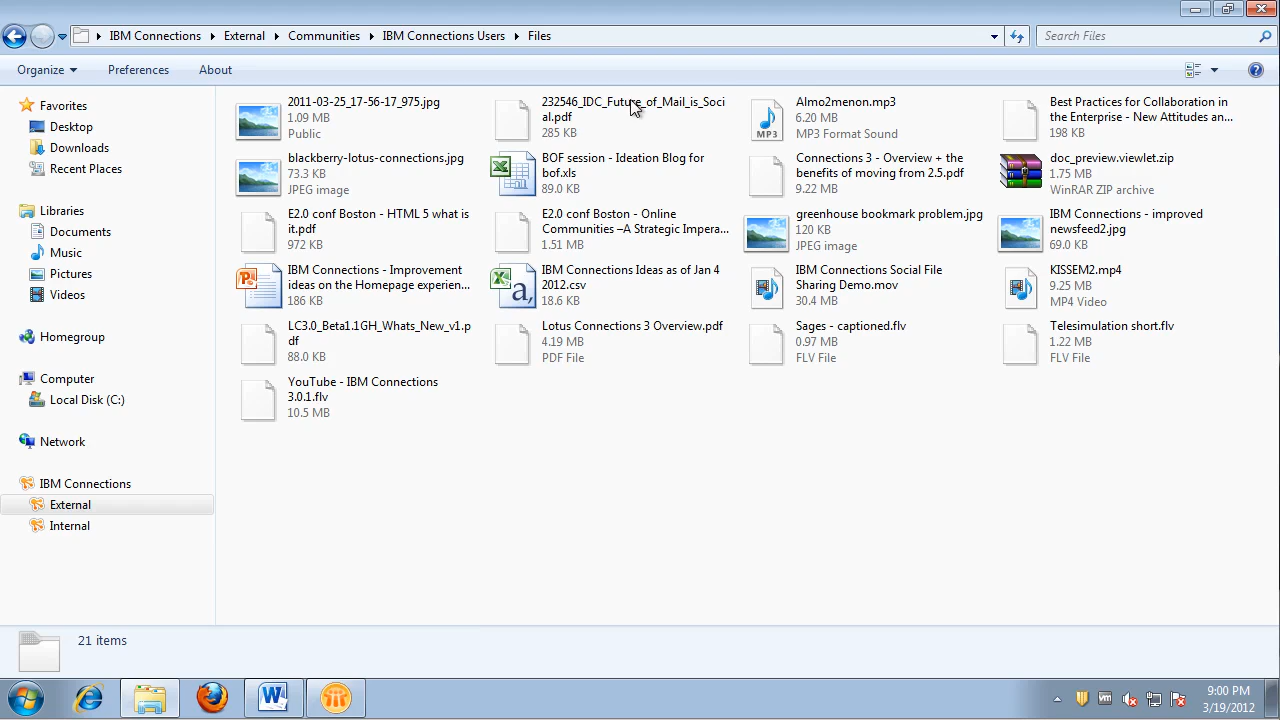 IBM Connections External Communities IBM Connections Users Files
Search Files
Organize Preferences About
Favorites
Desktop
Downloads
Recent Places
Libraries
Documents
Music
Pictures
Videos
Homegroup
Computer
Local Disk (C:)
Network
IBM Connections
External
Internal
2011-03-25_17-56-17_975.jpg
1.09 MB
Public
232546_IDC_Future_of_Mail_is_Soci
al.pdf
285 KB
Almo2menon.mp3
6.20 MB
MP3 Format Sound
MP3
Best Practices for Collaboration in
the Enterprise - New Attitudes an...
198 KB
blackberry-lotus-connections.jpg
73.3 KB
JPEG image
BOF session - Ideation Blog for
bof.xls
89.0 KB
Connections 3 - Overview + the
benefits of moving from 2.5.pdf
9.22 MB
doc_preview.viewlet.zip
1.75 MB
WinRAR ZIP archive
E2.0 conf Boston - HTML 5 what is
it.pdf
972 KB
E2.0 conf Boston - Online
Communities –A Strategic Impera...
1.51 MB
greenhouse bookmark problem.jpg
120 KB
JPEG image
IBM Connections - improved
newsfeed2.jpg
69.0 KB
IBM Connections - Improvement
ideas on the Homepage experien...
186 KB
IBM Connections Ideas as of Jan 4
2012.csv
18.6 KB
IBM Connections Social File
Sharing Demo.mov
30.4 MB
KISSEM2.mp4
9.25 MB
MP4 Video
LC3.0_Beta1.1GH_Whats_New_v1.p
df
88.0 KB
Lotus Connections 3 Overview.pdf
4.19 MB
PDF File
Sages - captioned.flv
0.97 MB
FLV File
Telesimulation short.flv
1.22 MB
FLV File
YouTube - IBM Connections
3.0.1.flv
10.5 MB
21 items
9:00 PM
3/19/2012